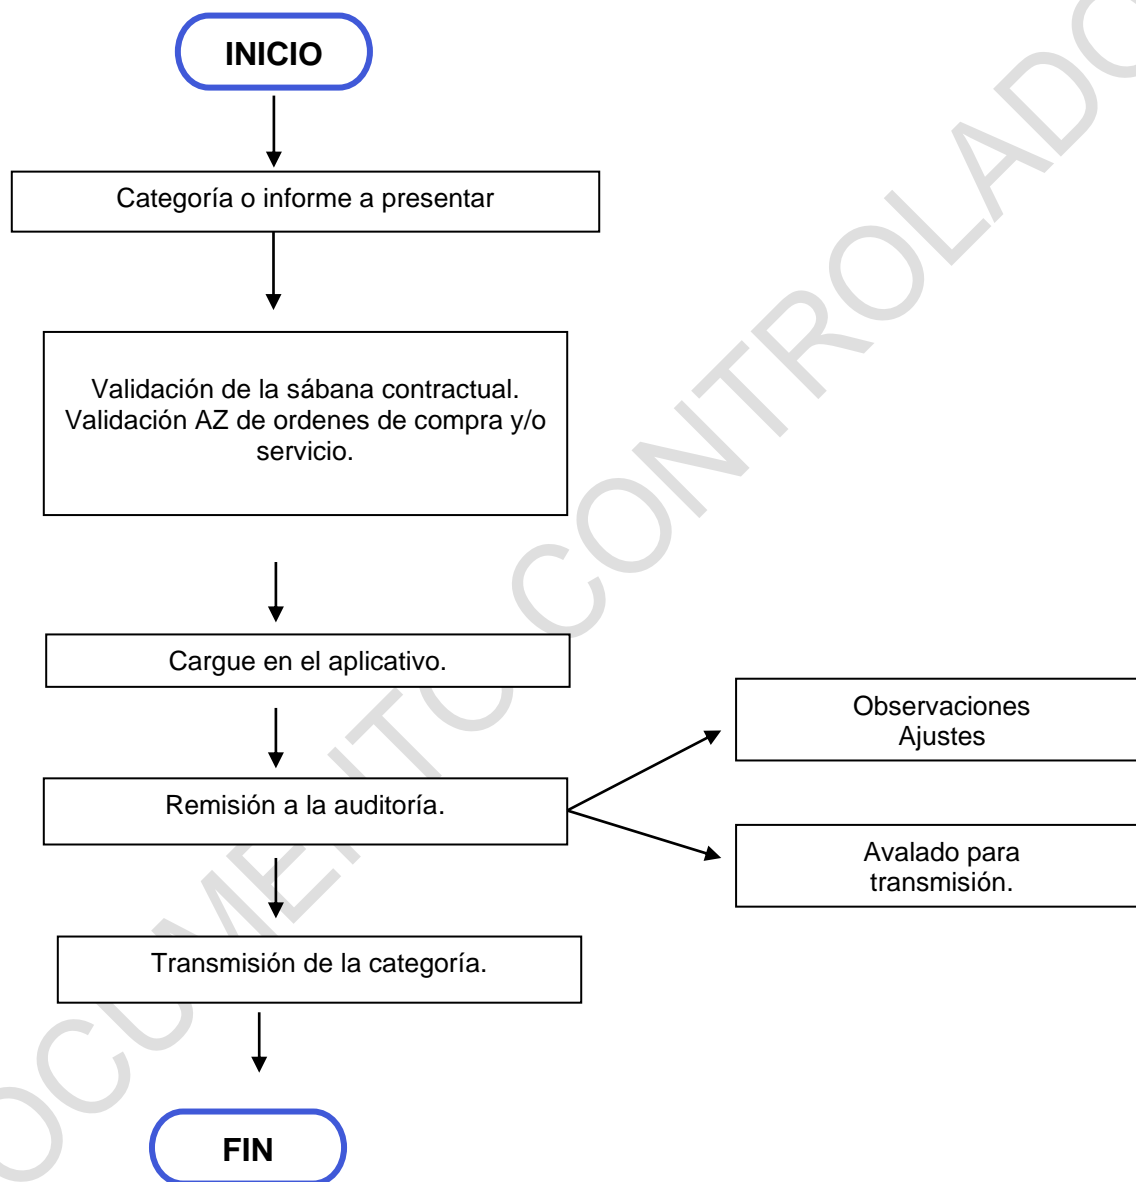 INICIO
Categoría o informe a presentar
Validación de la sábana contractual.
Validación AZ de ordenes de compra y/o
servicio.
Cargue en el aplicativo.
Remisión a la auditoría.
Observaciones
Ajustes
Avalado para
transmisión.
Transmisión de la categoría.
FIN
DOCUMENTO CONTROLADO